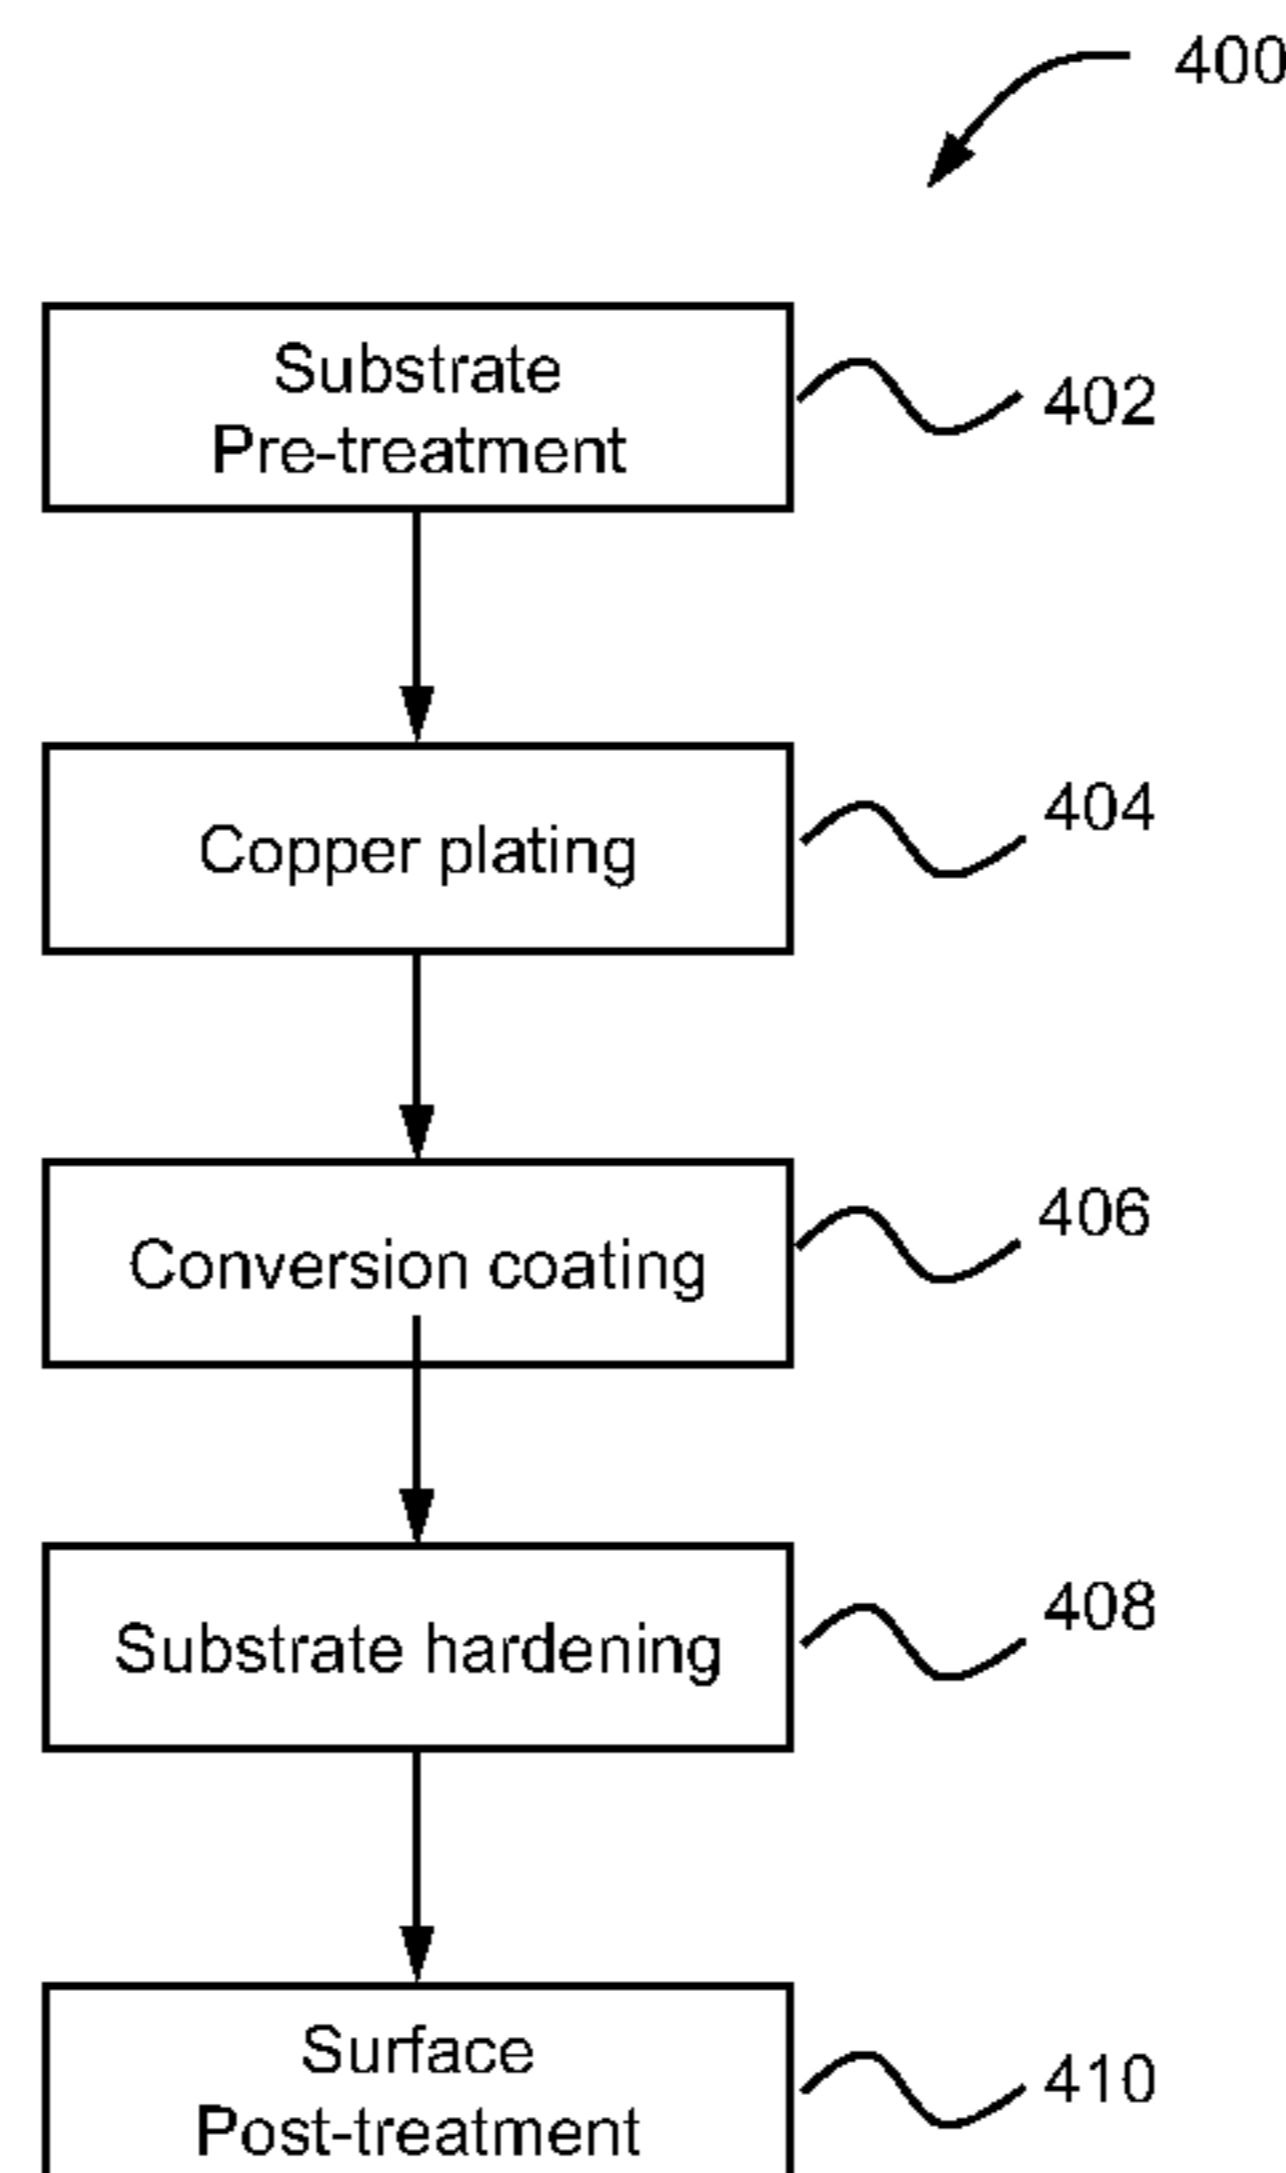 400
Substrate
Pre-treatment
402
Copper plating
404
Conversion coating
406
Substrate hardening
408
Surface
Post-treatment
410